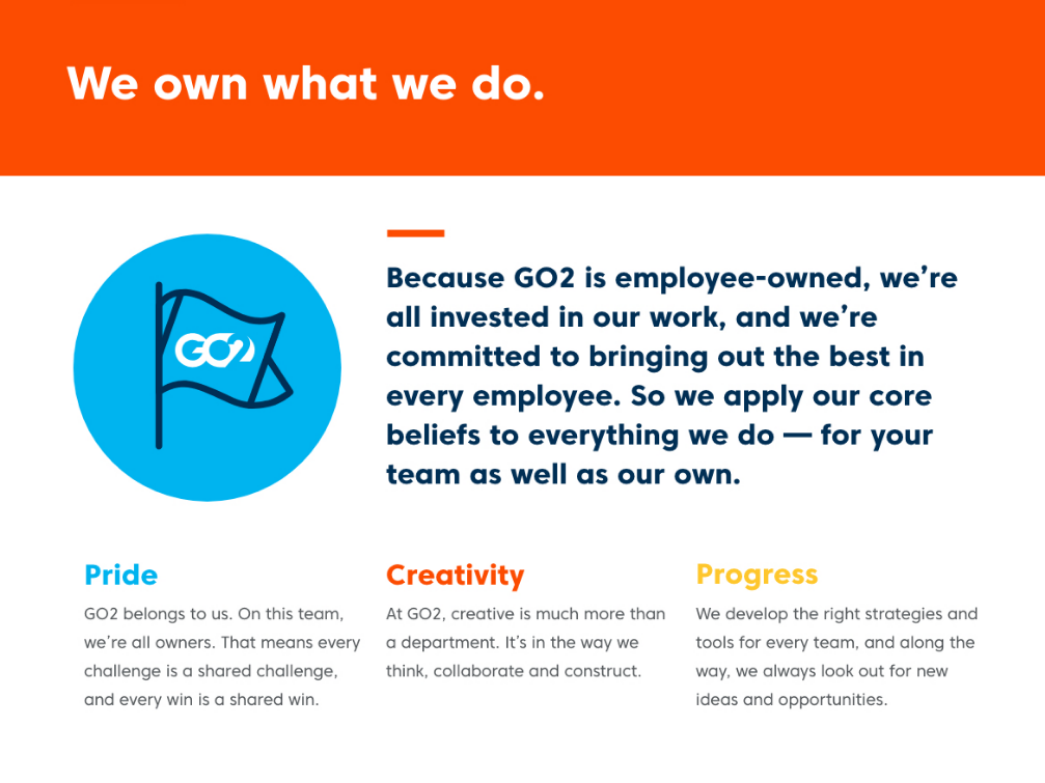 We own what we do.
GO2
Because GO2 is employee-owned, we’re
all invested in our work, and we’re
committed to bringing out the best in
every employee. So we apply our core
beliefs to everything we do — for your
team as well as our own.
Pride
GO2 belongs to us. On this team,
we’re all owners. That means every
challenge is a shared challenge,
and every win is a shared win.
Creativity
At GO2, creative is much more than
a department. It’s in the way we
think, collaborate and construct.
Progress
We develop the right strategies and
tools for every team, and along the
way, we always look out for new
ideas and opportunities.